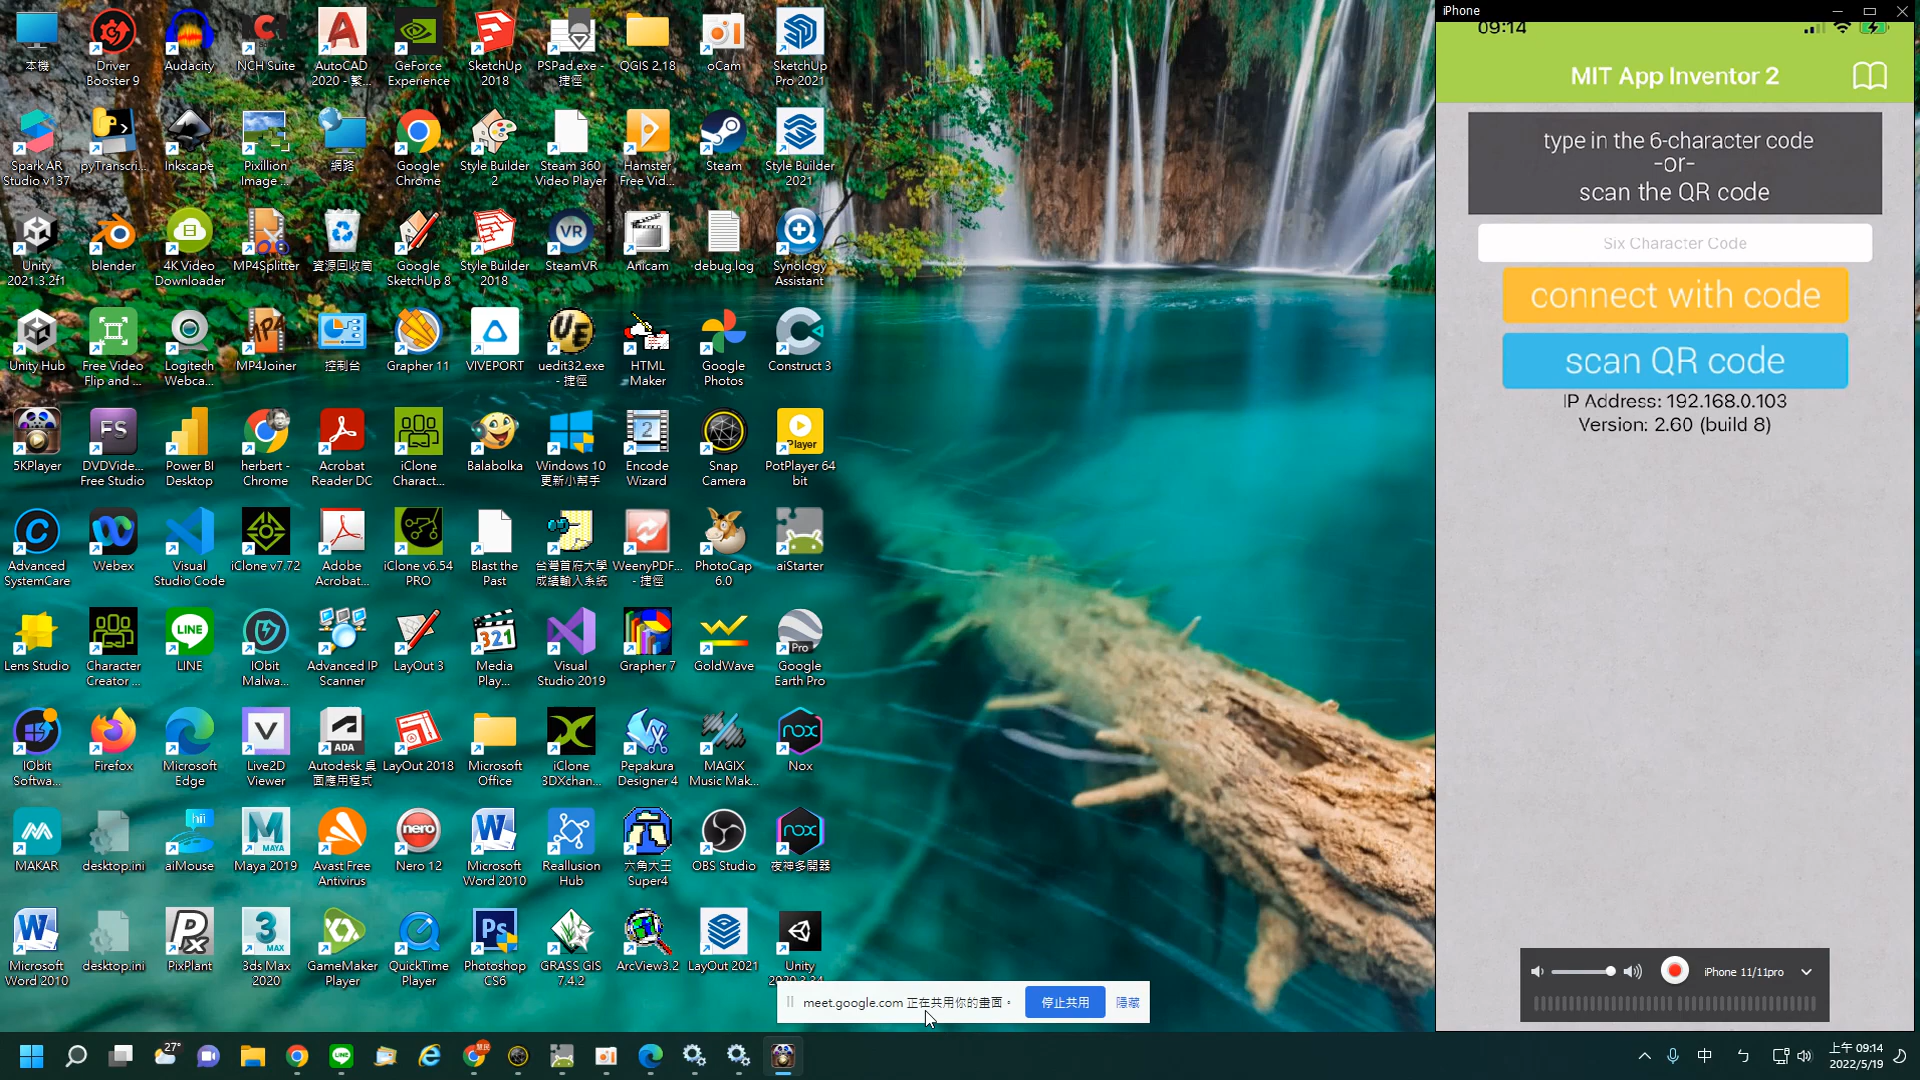 本機
Driver
Booster 9
Audacity
NCH Suite
AutoCAD
2020 - 繁...
GeForce
Experience
SketchUp
2018
PSPad.exe -
捷徑
QGIS 2.18
oCam
SketchUp
Pro 2021
Spark AR
Studio v137
pyTranscri...
Inkscape
Pixillion
Image ...
網路
Google
Chrome
Style Builder
2
Steam 360
Video Player
Hamster
Free Vid...
Steam
Style Builder
2021
Unity
2021.3.2f1
blender
4K Video
Downloader
MP4Splitter
資源回收筒
Google
SketchUp 8
Style Builder
2018
SteamVR
Anicam
debug.log
Synology
Assistant
Unity Hub
Free Video
Flip and ...
Logitech
Webca...
MP4Joiner
控制台
Grapher 11
VIVEPORT
uedit32.exe
- 捷徑
HTML
Maker
Google
Photos
Construct 3
5KPlayer
DVDVide...
Free Studio
Power BI
Desktop
herbert -
Chrome
Acrobat
Reader DC
iClone
Charact...
Balabolka
Windows 10
更新小幫手
Encode
Wizard
Snap
Camera
PotPlayer 64
bit
Advanced
SystemCare
Webex
Visual
Studio Code
iClone v7.72
Adobe
Acrobat...
iClone v6.54
PRO
Blast the
Past
台灣首府大學
成績輸入系統
WeenyPDF...
- 捷徑
PhotoCap
6.0
aiStarter
Lens Studio
Character
Creator ...
LINE
IObit
Malwa...
Advanced IP
Scanner
LayOut 3
Media
Play...
Visual
Studio 2019
Grapher 7
GoldWave
Google
Earth Pro
IObit
Softwa...
Firefox
Microsoft
Edge
Live2D
Viewer
Autodesk 桌
面應用程式
LayOut 2018
Microsoft
Office
iClone
3DXchan...
Pepakura
Designer 4
MAGIX
Music Mak...
Nox
MAKAR
desktop.ini
aiMouse
Maya 2019
Avast Free
Antivirus
Nero 12
Microsoft
Word 2010
Reallusion
Hub
六角大王
Super4
OBS Studio
夜神多開器
Microsoft
Word 2010
desktop.ini
PixPlant
3ds Max
2020
GameMaker
Player
QuickTime
Player
Photoshop
CS6
GRASS GIS
7.4.2
ArcView3.2
LayOut 2021
Unity
meet.google.com 正在共用你的畫面。
停止共用
隱藏
iPhone
09:14
MIT App Inventor 2
type in the 6-character code
-or-
scan the QR code
Six Character Code
connect with code
scan QR code
IP Address: 192.168.0.103
Version: 2.60 (build 8)
iPhone 11/11pro
27°
中
ㄅ
上午 09:14
2022/5/19